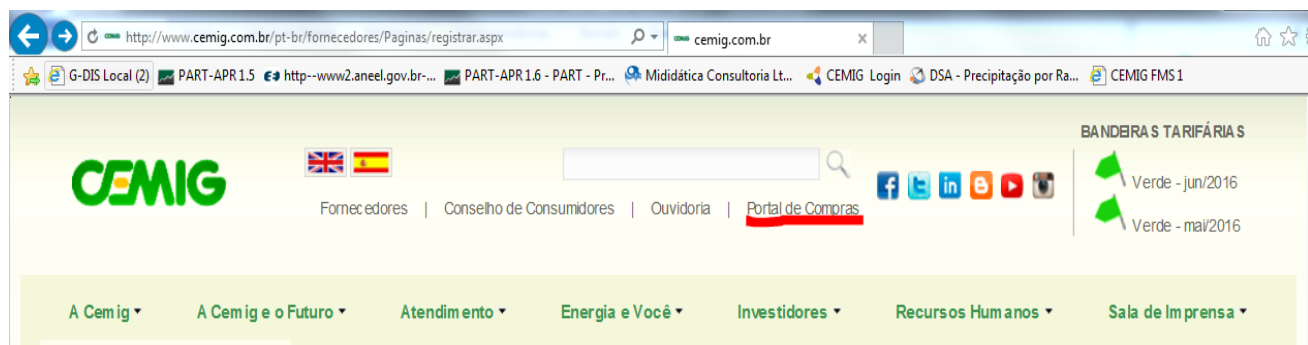 http://www.cemig.com.br/pt-br/fornecedores/Paginas/registrar.aspx cemig.com.br
G-DIS Local (2) PART-APR 1.5 http--www2.aneel.gov.br-... PART-APR 1.6 - PART - Pr... Mididática Consultoria Lt... CEMIG Login DSA - Precipitação por Ra... CEMIG FMS 1
BANDEIRAS TARIFÁRIAS
CEMIG
Verde - jun/2016
Fornecedores | Conselho de Consumidores | Ouvidoria | Portal de Compras
Verde - mai/2016
A Cemig A Cemig e o Futuro Atendimento Energia e Você Investidores Recursos Humanos Sala de Imprensa